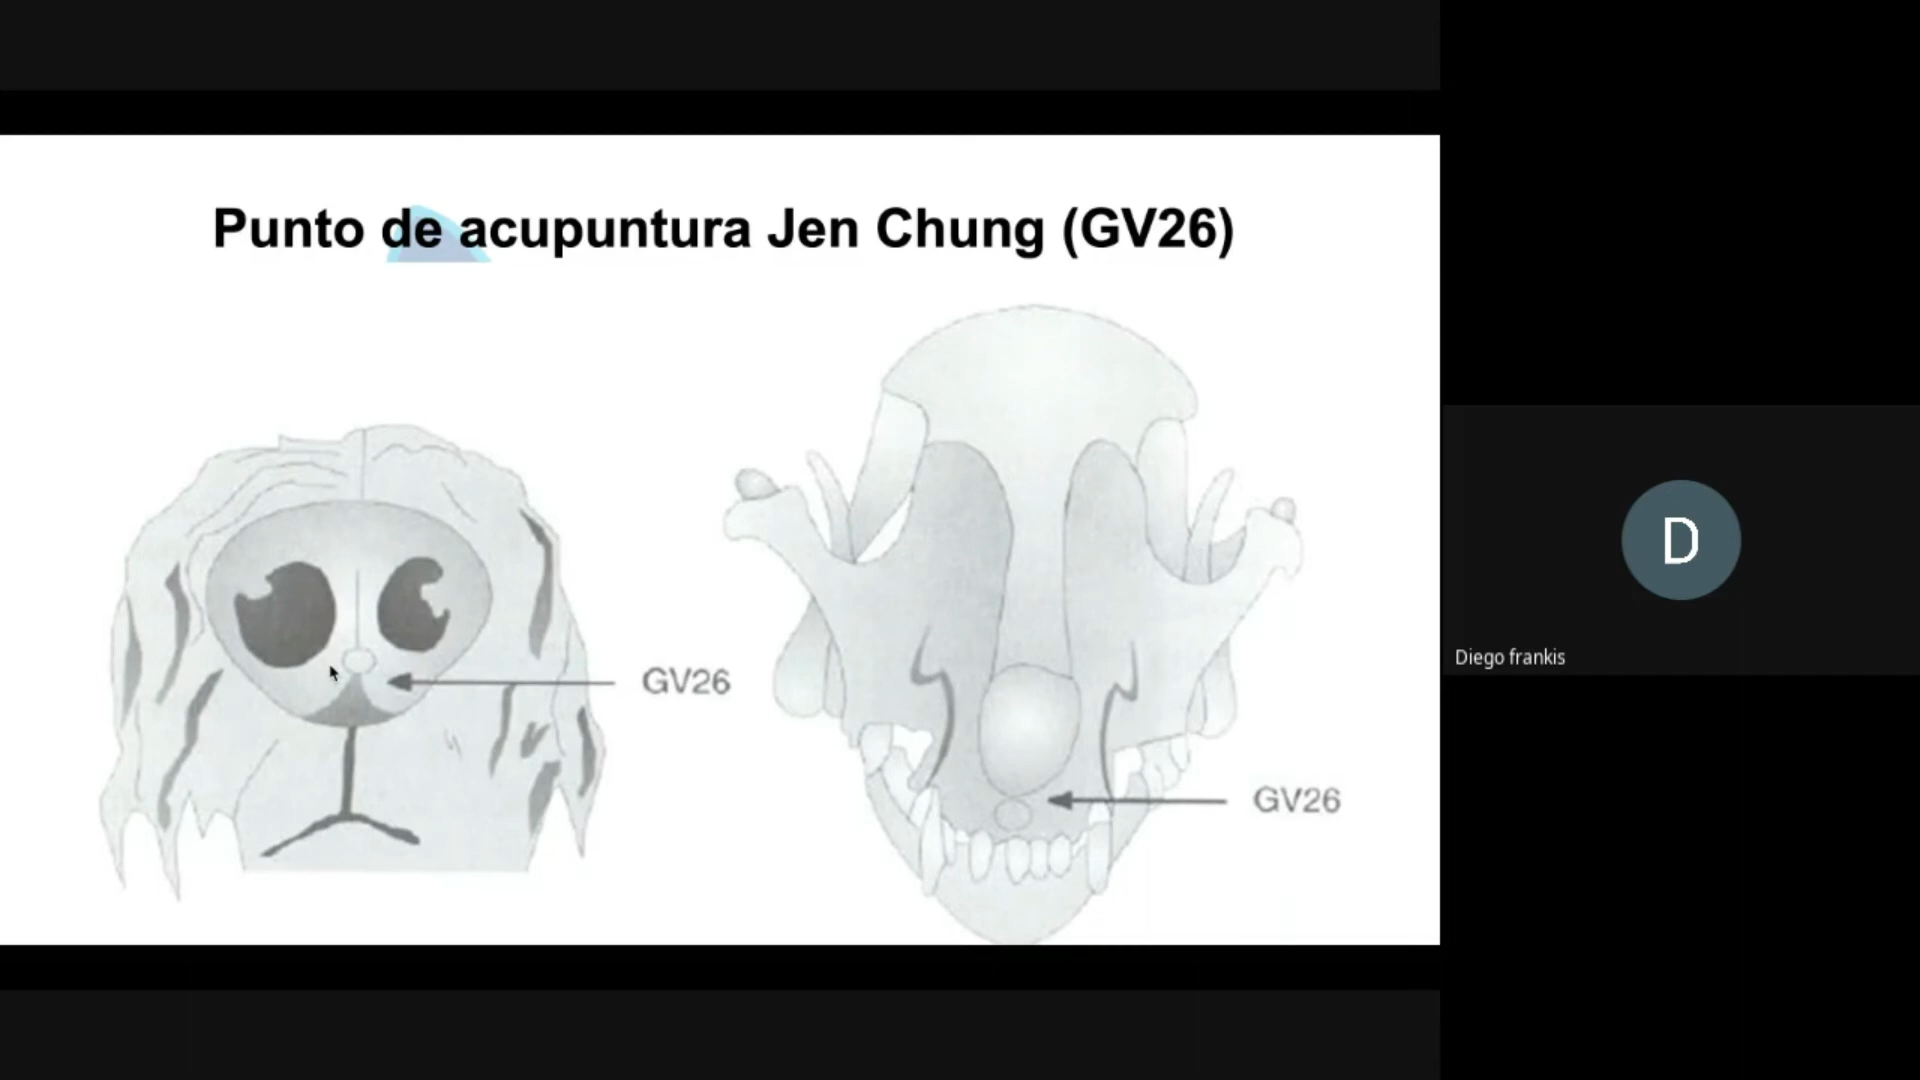 Punto de acupuntura Jen Chung (GV26)
GV26
GV26
D
Diego frankis